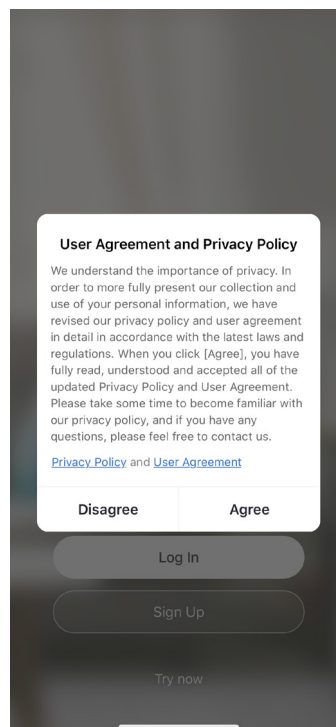 User Agreement and Privacy Policy
We understand the importance of privacy. In
order to more fully present our collection and
use of your personal information, we have
revised our privacy policy and user agreement
in detail in accordance with the latest laws and
regulations. When you click [Agree], you have
fully read, understood and accepted all of the
updated Privacy Policy and User Agreement.
Please take some time to become familiar with
our privacy policy, and if you have any
questions, please feel free to contact us.
Privacy Policy and User Agreement
Disagree Agree
Log In
Sign Up
Try now